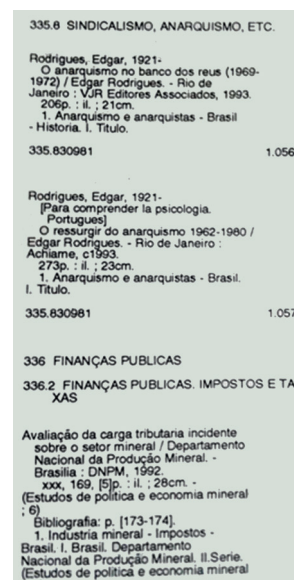 335.6 SINDICALISMO, ANARQUISMO, ETC.
Rodrigues, Edgar, 1921-
O anarquismo no banco dos reus (1969-
1972) / Edgar Rodrigues. - Rio de
Janeiro : VJR Editores Associados, 1993.
206p. : il. ; 21cm.
1. Anarquismo e anarquistas - Brasil
- Historia. I. Titulo.
335.830981 1.056
Rodrigues, Edgar, 1921-
[Para comprender la psicologia.
Portugues]
O ressurgir do anarquismo 1962-1980 /
Edgar Rodrigues. - Rio de Janeiro :
Achiame, c1993.
273p. : il. ; 23cm.
1. Anarquismo e anarquistas - Brasil.
I. Titulo.
335.830981 1.057
336 FINANÇAS PUBLICAS
336.2 FINANÇAS PUBLICAS. IMPOSTOS E TA
XAS
Avaliação da carga tributaria incidente
sobre o setor mineral / Departamento
Nacional da Produção Mineral. -
Brasilia : DNPM, 1992.
xxx, 169, [5]p. : il. ; 28cm. -
(Estudos de politica e economia mineral
; 6)
Bibliografia: p. [173-174].
1. Industria mineral - Impostos -
Brasil. I. Brasil. Departamento
Nacional da Produção Mineral. II.Serie.
(Estudos de politica e economia mineral